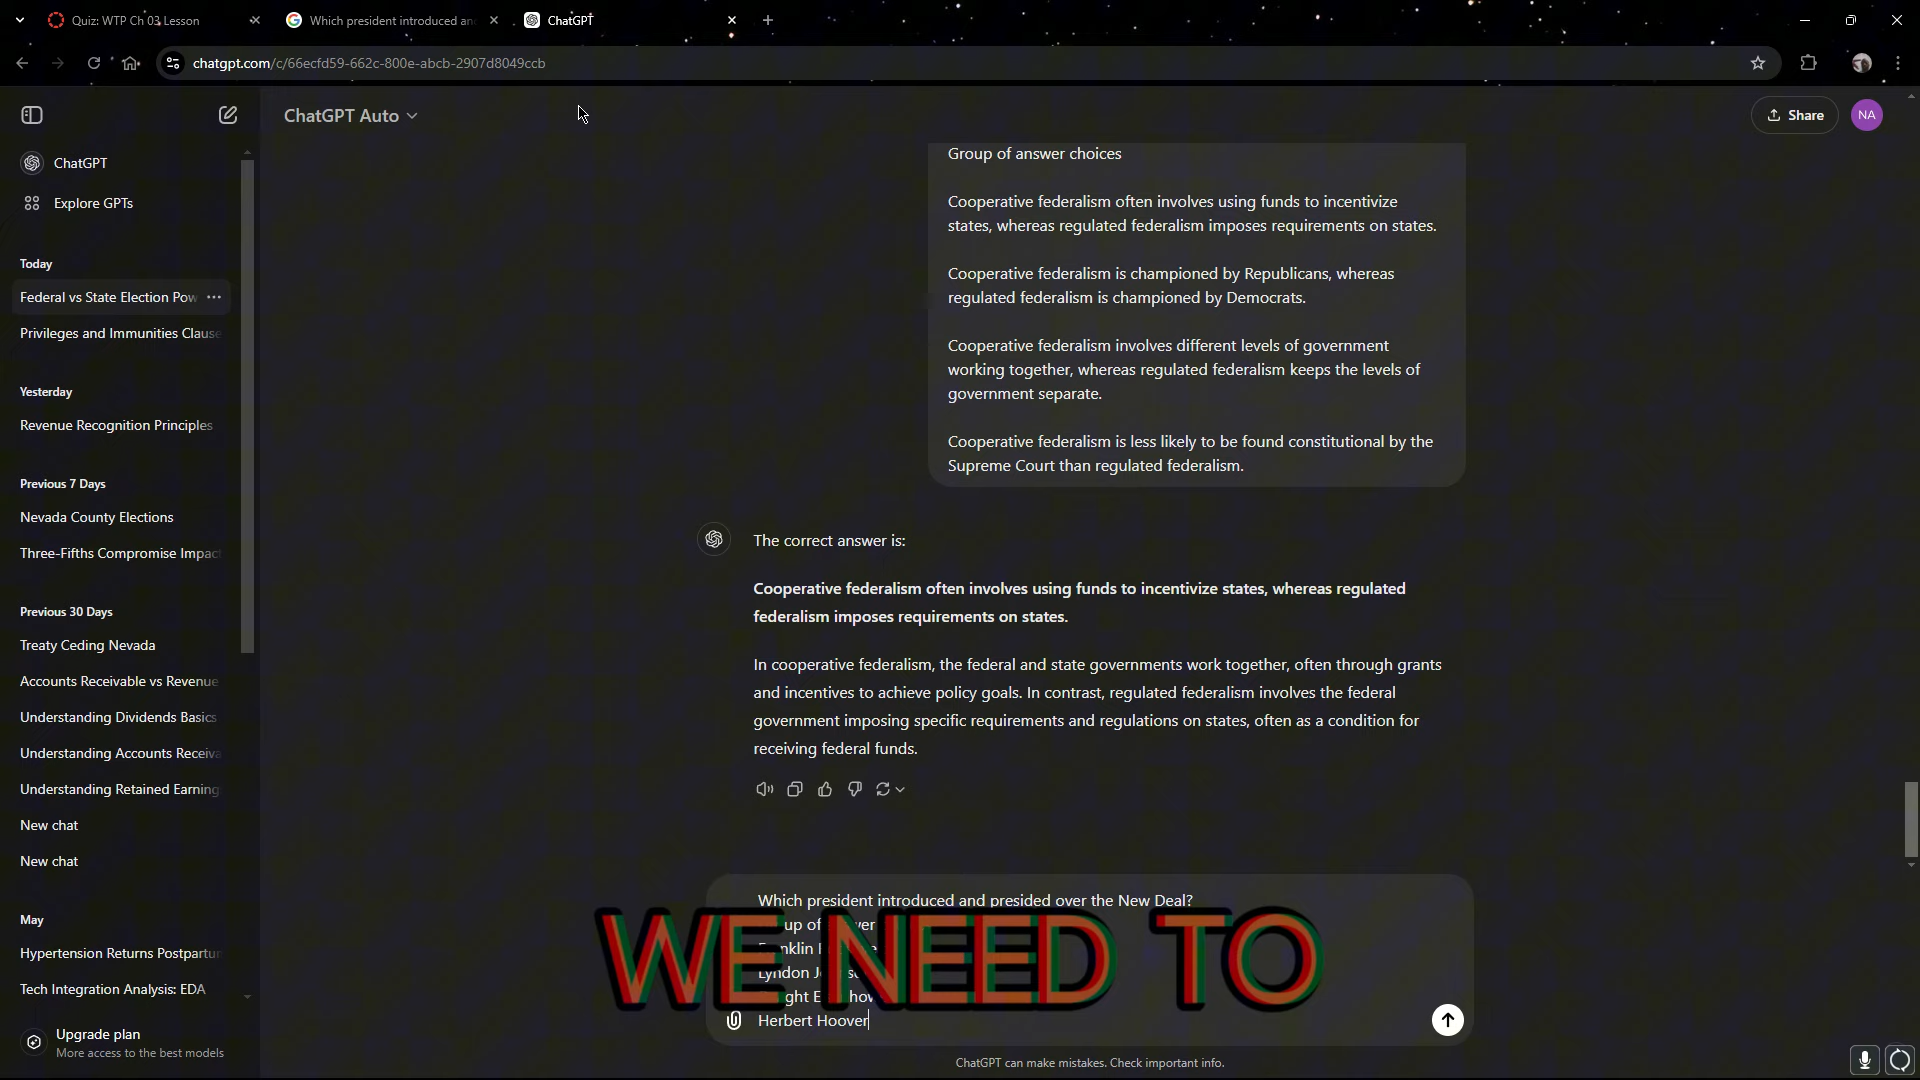 Quiz: WTP Ch 03 Lesson
Which president introduced an
ChatGPT
chatgpt.com/c/66ecfd59-662c-800e-abcb-2907d8049ccb
ChatGPT Auto
Share
NA
ChatGPT
Explore GPTs
Today
Federal vs State Election Pow
Privileges and Immunities Clause
Yesterday
Revenue Recognition Principles
Previous 7 Days
Nevada County Elections
Three-Fifths Compromise Impac
Previous 30 Days
Treaty Ceding Nevada
Accounts Receivable vs Revenue
Understanding Dividends Basics
Understanding Accounts Receiva
Understanding Retained Earning
New chat
New chat
May
Hypertension Returns Postpartu
Tech Integration Analysis: EDA
Upgrade plan
More access to the best models
Group of answer choices
Cooperative federalism often involves using funds to incentivize
states, whereas regulated federalism imposes requirements on states.
Cooperative federalism is championed by Republicans, whereas
regulated federalism is championed by Democrats.
Cooperative federalism involves different levels of government
working together, whereas regulated federalism keeps the levels of
government separate.
Cooperative federalism is less likely to be found constitutional by the
Supreme Court than regulated federalism.
The correct answer is:
Cooperative federalism often involves using funds to incentivize states, whereas regulated
federalism imposes requirements on states.
In cooperative federalism, the federal and state governments work together, often through grants
and incentives to achieve policy goals. In contrast, regulated federalism involves the federal
government imposing specific requirements and regulations on states, often as a condition for
receiving federal funds.
Which president introduced and presided over the New Deal?
of
Lyndon
Herbert Hoover
WE NEED TO
ChatGPT can make mistakes. Check important info.